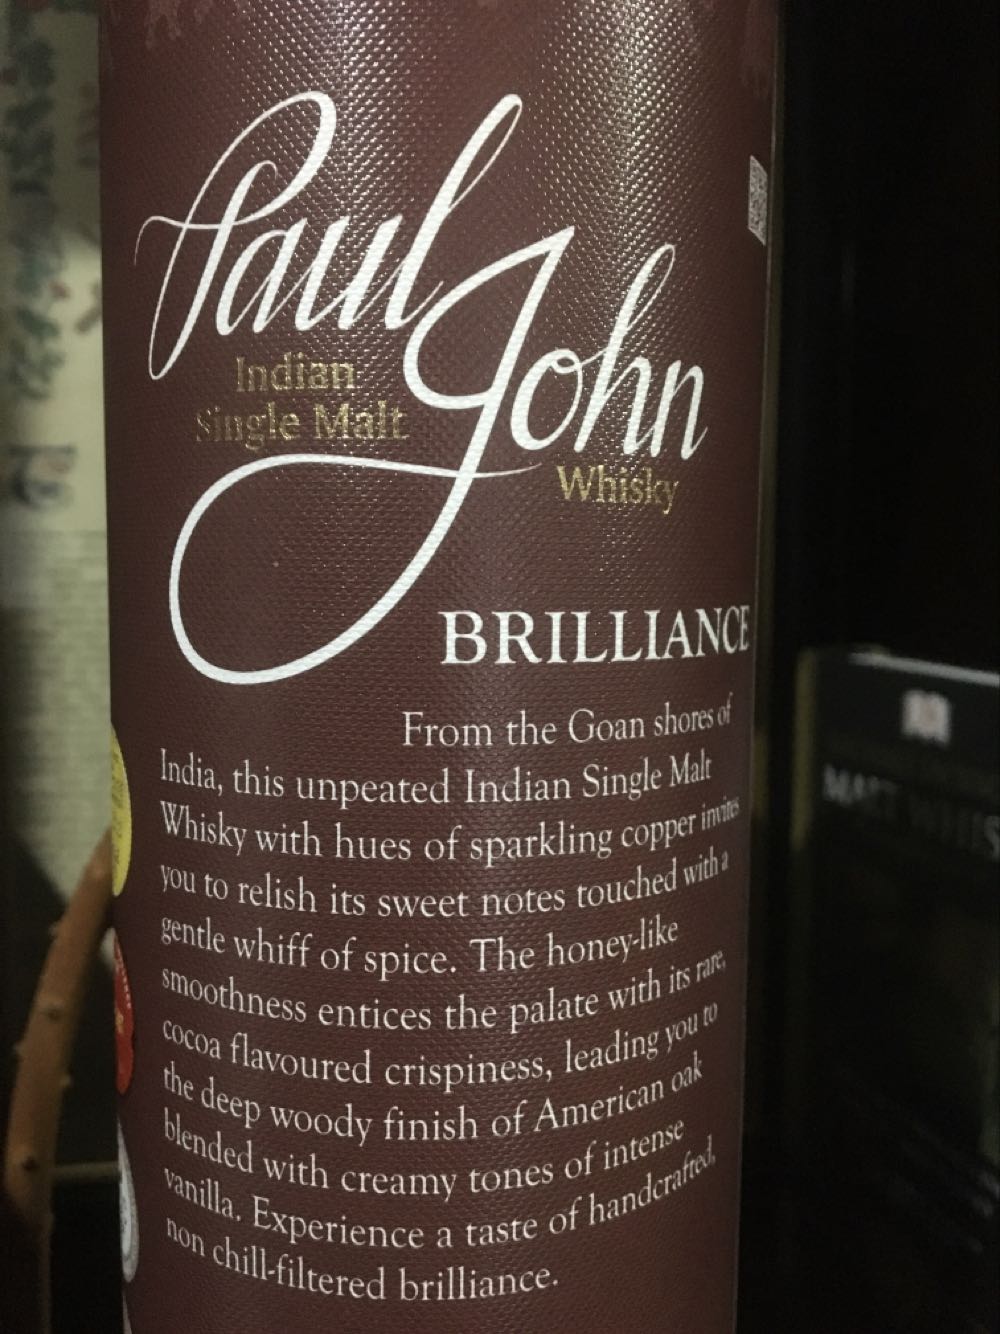 Paul John
Indian
Single Malt
Whisky
BRILLIANCE
From the Goan shores of
India, this unpeated Indian Single Malt
Whisky with hues of sparkling copper invites
you to relish its sweet notes touched with a
gentle whiff of spice. The honey-like
smoothness entices the palate with its rare,
cocoa flavoured crispiness, leading you to
the deep woody finish of American oak
blended with creamy tones of intense
vanilla. Experience a taste of handcrafted,
non chill-filtered brilliance.
MALT